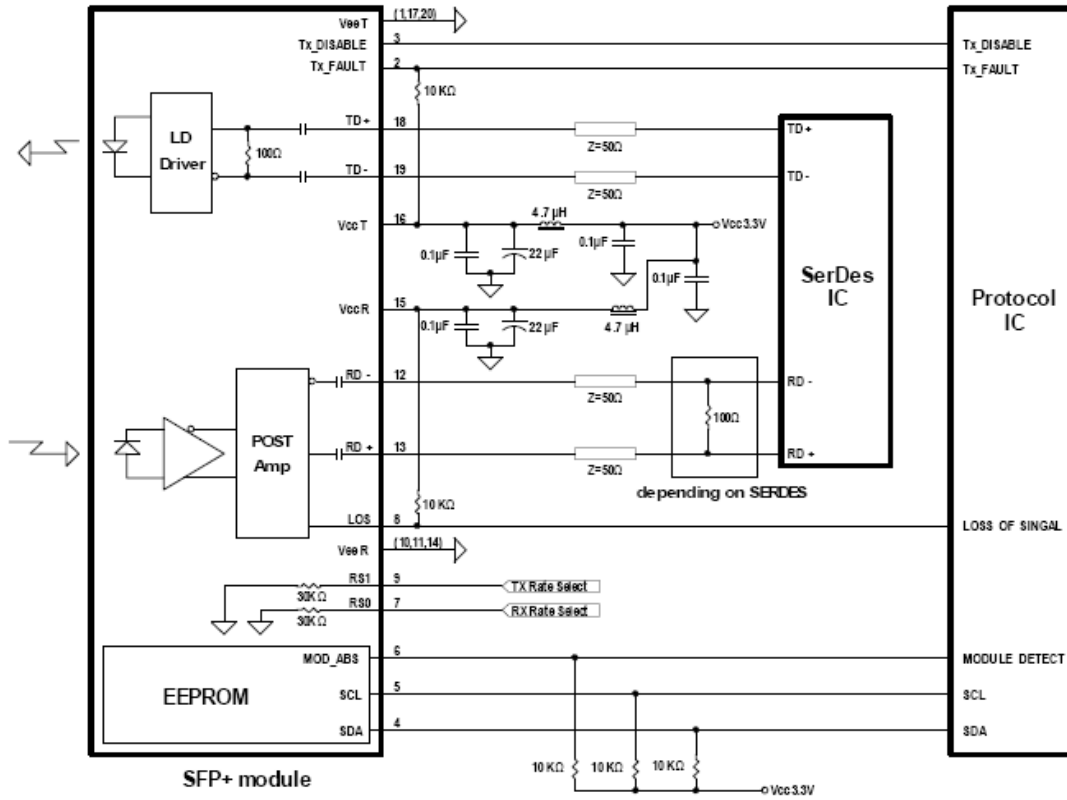 VeeT (1,17,20)
Tx_DISABLE 3 Tx_DISABLE
Tx_FAULT 2 Tx_FAULT
10 KΩ
LD
Driver
100Ω
TD+ 18 TD+
Z=50Ω
TD - 19 TD -
Z=50Ω
VccT 16
4.7 µH
Vcc3.3V
0.1µF
22 µF
0.1µF
0.1µF
VccR 15
0.1µF
22 µF
4.7 µH
SerDes
IC
Protocol
IC
RD - 12 RD -
Z=50Ω
100Ω
POST
Amp
RD + 13 RD +
Z=50Ω
depending on SERDES
10 KΩ
LOS 8 LOSS OF SINGAL
VeeR (10,11,14)
RS1 9 TX Rate Select
30KΩ
RS0 7 RX Rate Select
30KΩ
MOD_ABS 6 MODULE DETECT
EEPROM
SCL 5 SCL
SDA 4 SDA
10 KΩ 10 KΩ 10 KΩ
Vcc3.3V
SFP+ module